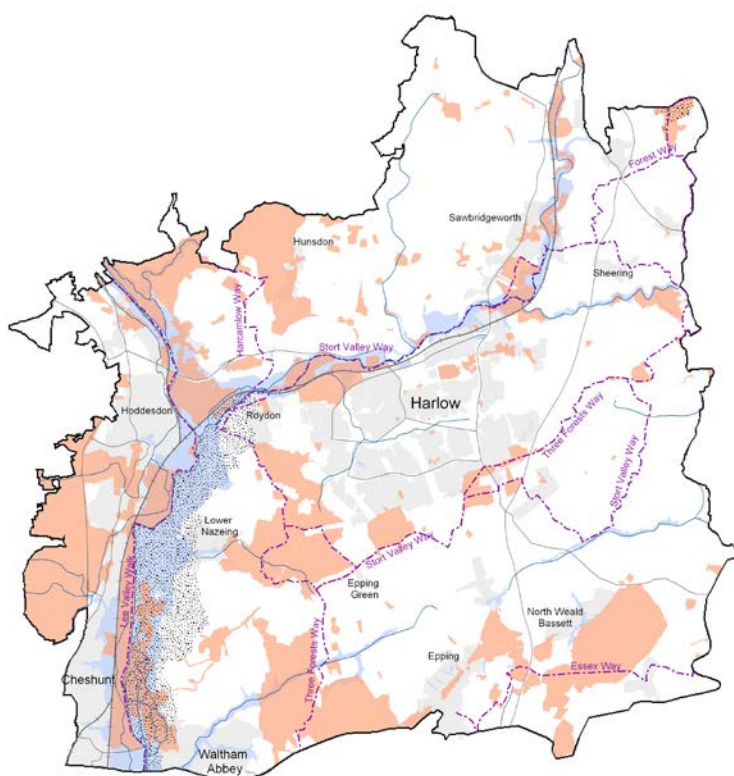 Forest Way
Sawbridgeworth
Hunsdon
Sheering
Harcamlow Way
Stort Valley Way
Harlow
Hoddesdon
Roydon
Three Forests Way
Stort Valley Way
Lower
Nazeing
Stort Valley Way
Lee Valley Walk
Epping
Green
Three Forests Way
North Weald
Bassett
Epping
Essex Way
Cheshunt
Waltham
Abbey